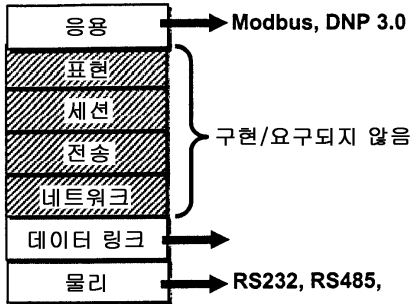 응용 Modbus, DNP 3.0
표현
세션
전송 구현/요구되지 않음
네트워크
데이터 링크
물리 RS232, RS485,